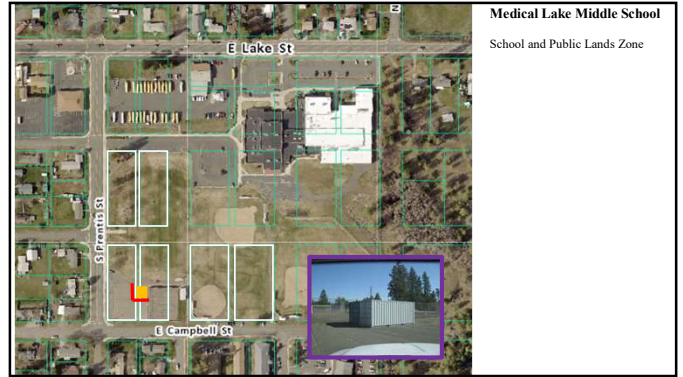 Medical Lake Middle School
School and Public Lands Zone
N
E Lake St
S Prentis St
E Campbell St